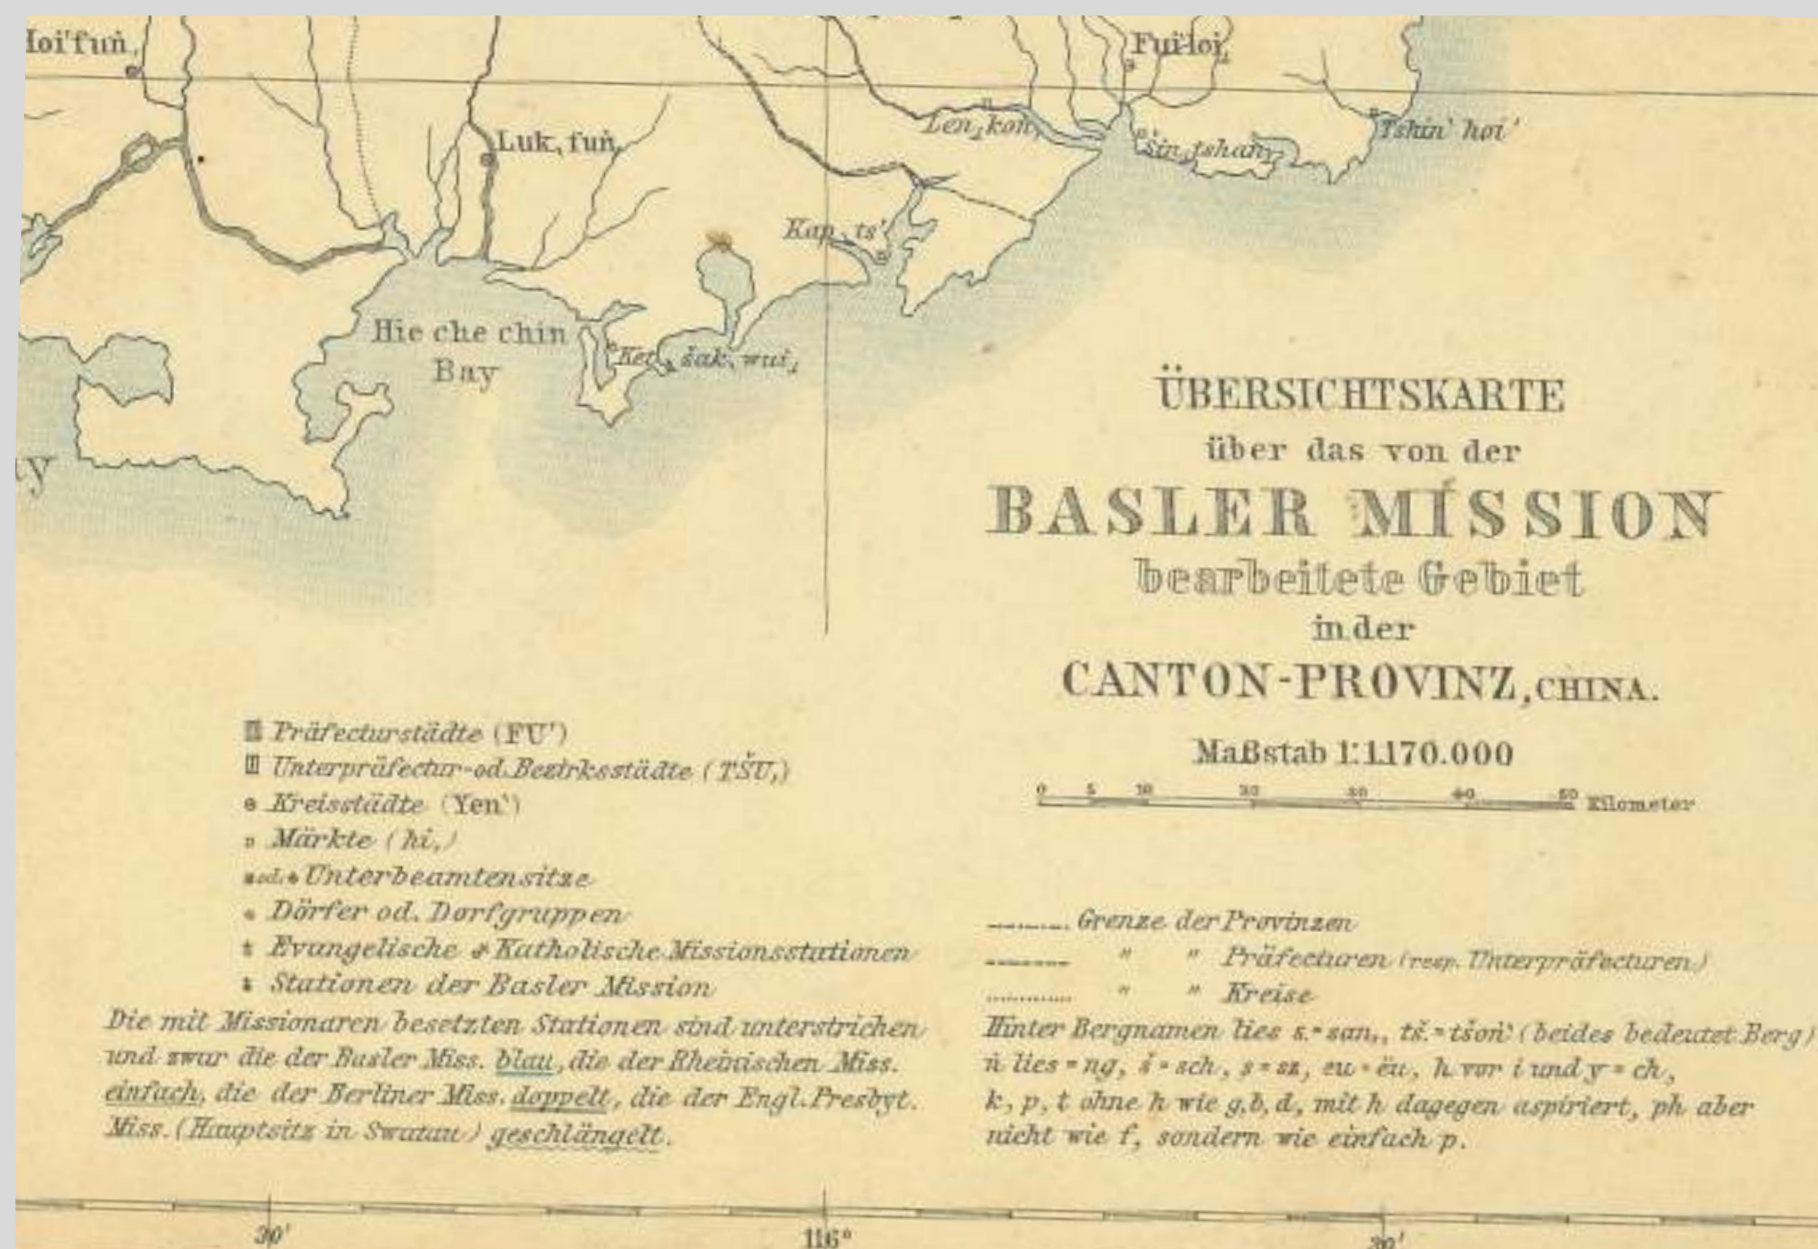 Hoi'fuṅ,
Fui-loi,
Luk, fuṅ,
Len, koṅ,
Tshin' hoi'
Šin, tshaṅ,
Kap, ts'
Hie che chin
Bay
Ket, šak, wui,
ÜBERSICHTSKARTE
über das von der
BASLER MISSION
bearbeitete Gebiet
in der
CANTON-PROVINZ, CHINA.
Maßstab 1:1.170.000
0 5 10 20 30 40 50 Kilometer
Präfecturstädte (FU')
Unterpräfectur-od. Bezirksstädte (TŠU,)
Kreisstädte (Yen')
Märkte (hi,)
od. Unterbeamtensitze
Dörfer od. Dorfgruppen
Evangelische & Katholische Missionsstationen
Stationen der Basler Mission
Die mit Missionaren besetzten Stationen sind unterstrichen
und zwar die der Basler Miss. blau, die der Rheinischen Miss.
einfach, die der Berliner Miss. doppelt, die der Engl. Presbyt.
Miss. (Hauptsitz in Swatau) geschlängelt.
Grenze der Provinzen
" " Präfecturen (resp. Unterpräfecturen)
" " Kreise
Hinter Bergnamen lies s. = san,, tš. = tšoṅ' (beides bedeutet Berg)
ṅ lies = ng, š = sch, s = sz, eu = ëu, h vor i und y = ch,
k, p, t ohne h wie g, b, d, mit h dagegen aspiriert, ph aber
nicht wie f, sondern wie einfach p.
30' 116° 30'